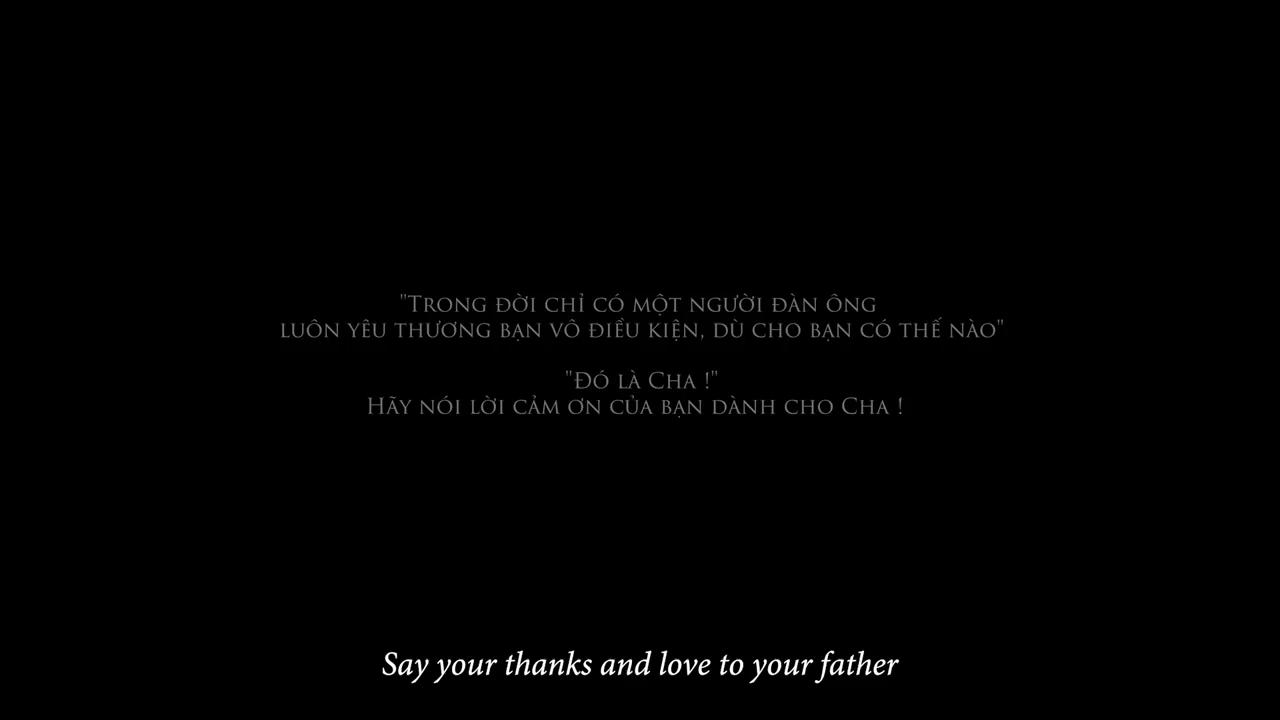 "Trong đời chỉ có một người đàn ông
luôn yêu thương bạn vô điều kiện, dù cho bạn có thế nào"
"Đó là Cha !"
Hãy nói lời cảm ơn của bạn dành cho Cha !
Say your thanks and love to your father